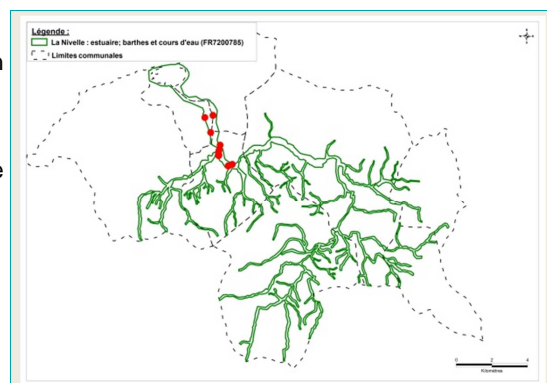 Légende :
La Nivelle : estuaire; barthes et cours d'eau (FR7200785)
Limites communales
n
e
0 2 4
Kilomètres